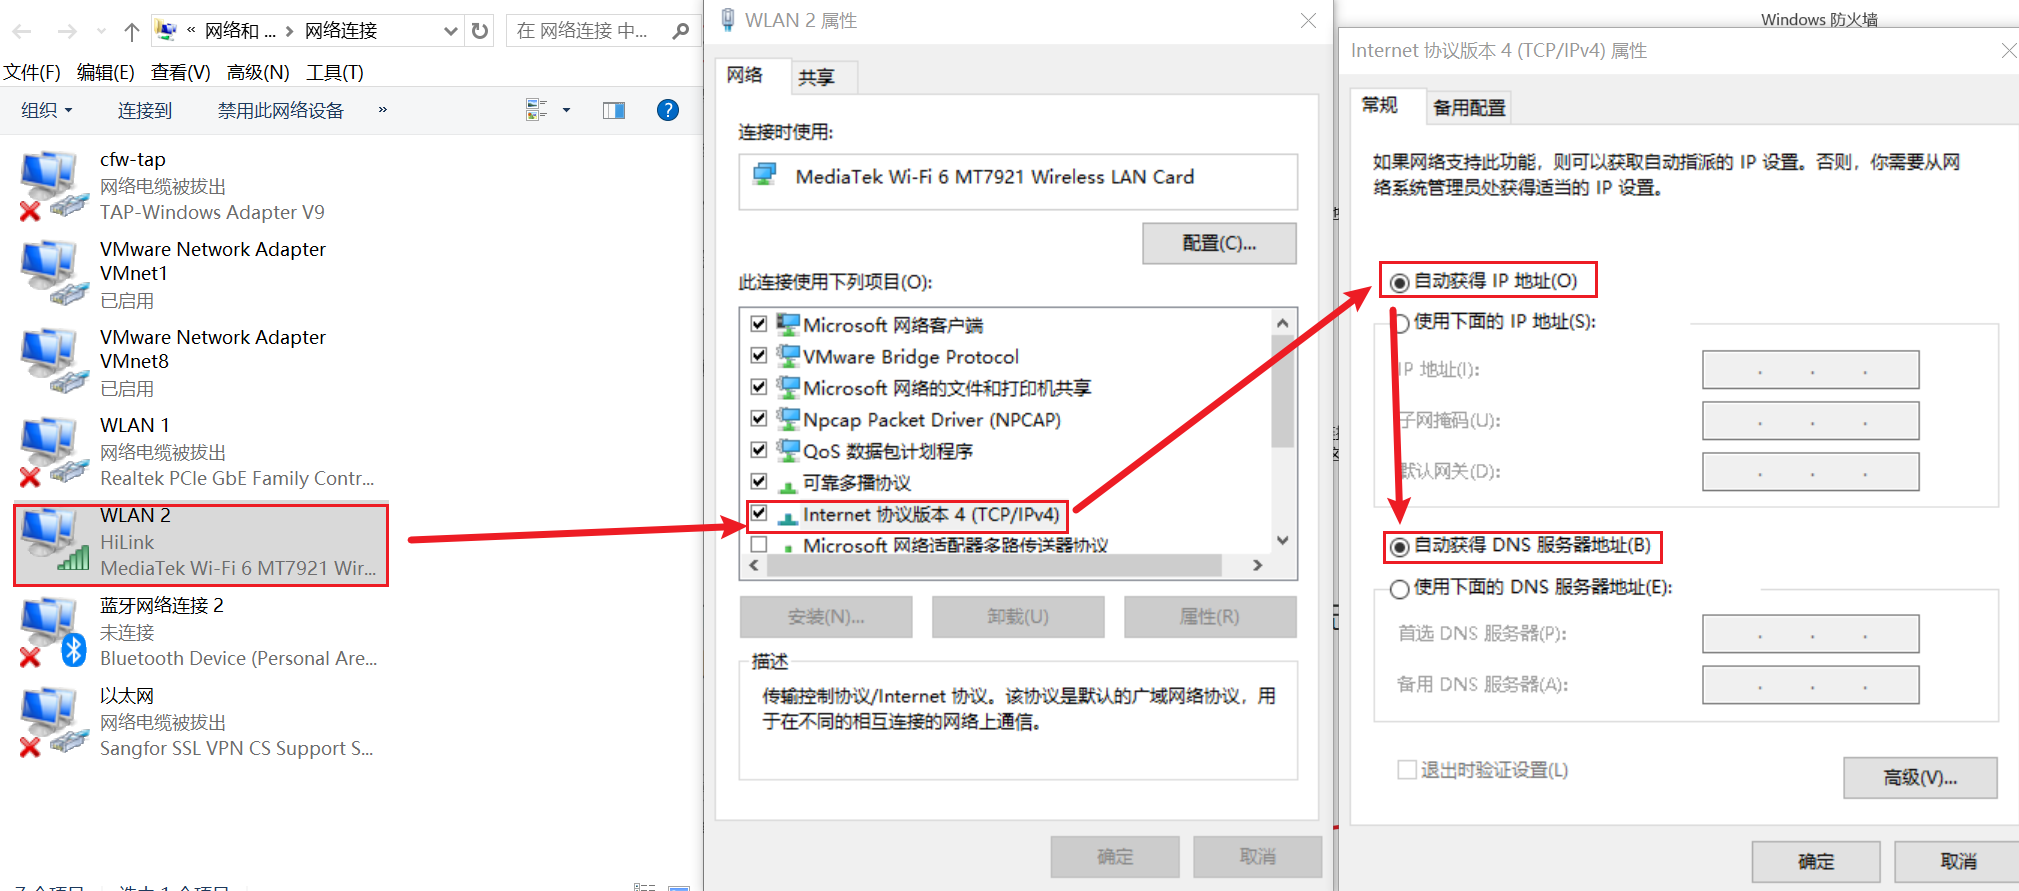 « 网络和 ... › 网络连接
在 网络连接 中...
文件(F) 编辑(E) 查看(V) 高级(N) 工具(T)
组织 连接到 禁用此网络设备 »
cfw-tap
网络电缆被拔出
TAP-Windows Adapter V9
VMware Network Adapter
VMnet1
已启用
VMware Network Adapter
VMnet8
已启用
WLAN 1
网络电缆被拔出
Realtek PCIe GbE Family Contr...
WLAN 2
HiLink
MediaTek Wi-Fi 6 MT7921 Wir...
蓝牙网络连接 2
未连接
Bluetooth Device (Personal Are...
以太网
网络电缆被拔出
Sangfor SSL VPN CS Support S...
7 个项目 选中 1 个项目
WLAN 2 属性
网络 共享
连接时使用:
MediaTek Wi-Fi 6 MT7921 Wireless LAN Card
配置(C)...
此连接使用下列项目(O):
Microsoft 网络客户端
VMware Bridge Protocol
Microsoft 网络的文件和打印机共享
Npcap Packet Driver (NPCAP)
QoS 数据包计划程序
可靠多播协议
Internet 协议版本 4 (TCP/IPv4)
Microsoft 网络适配器多路传送器协议
安装(N)... 卸载(U) 属性(R)
描述
传输控制协议/Internet 协议。该协议是默认的广域网络协议，用
于在不同的相互连接的网络上通信。
确定 取消
Windows 防火墙
Internet 协议版本 4 (TCP/IPv4) 属性
常规 备用配置
如果网络支持此功能，则可以获取自动指派的 IP 设置。否则，你需要从网
络系统管理员处获得适当的 IP 设置。
自动获得 IP 地址(O)
使用下面的 IP 地址(S):
IP 地址(I):
子网掩码(U):
默认网关(D):
自动获得 DNS 服务器地址(B)
使用下面的 DNS 服务器地址(E):
首选 DNS 服务器(P):
备用 DNS 服务器(A):
退出时验证设置(L)
高级(V)...
确定 取消